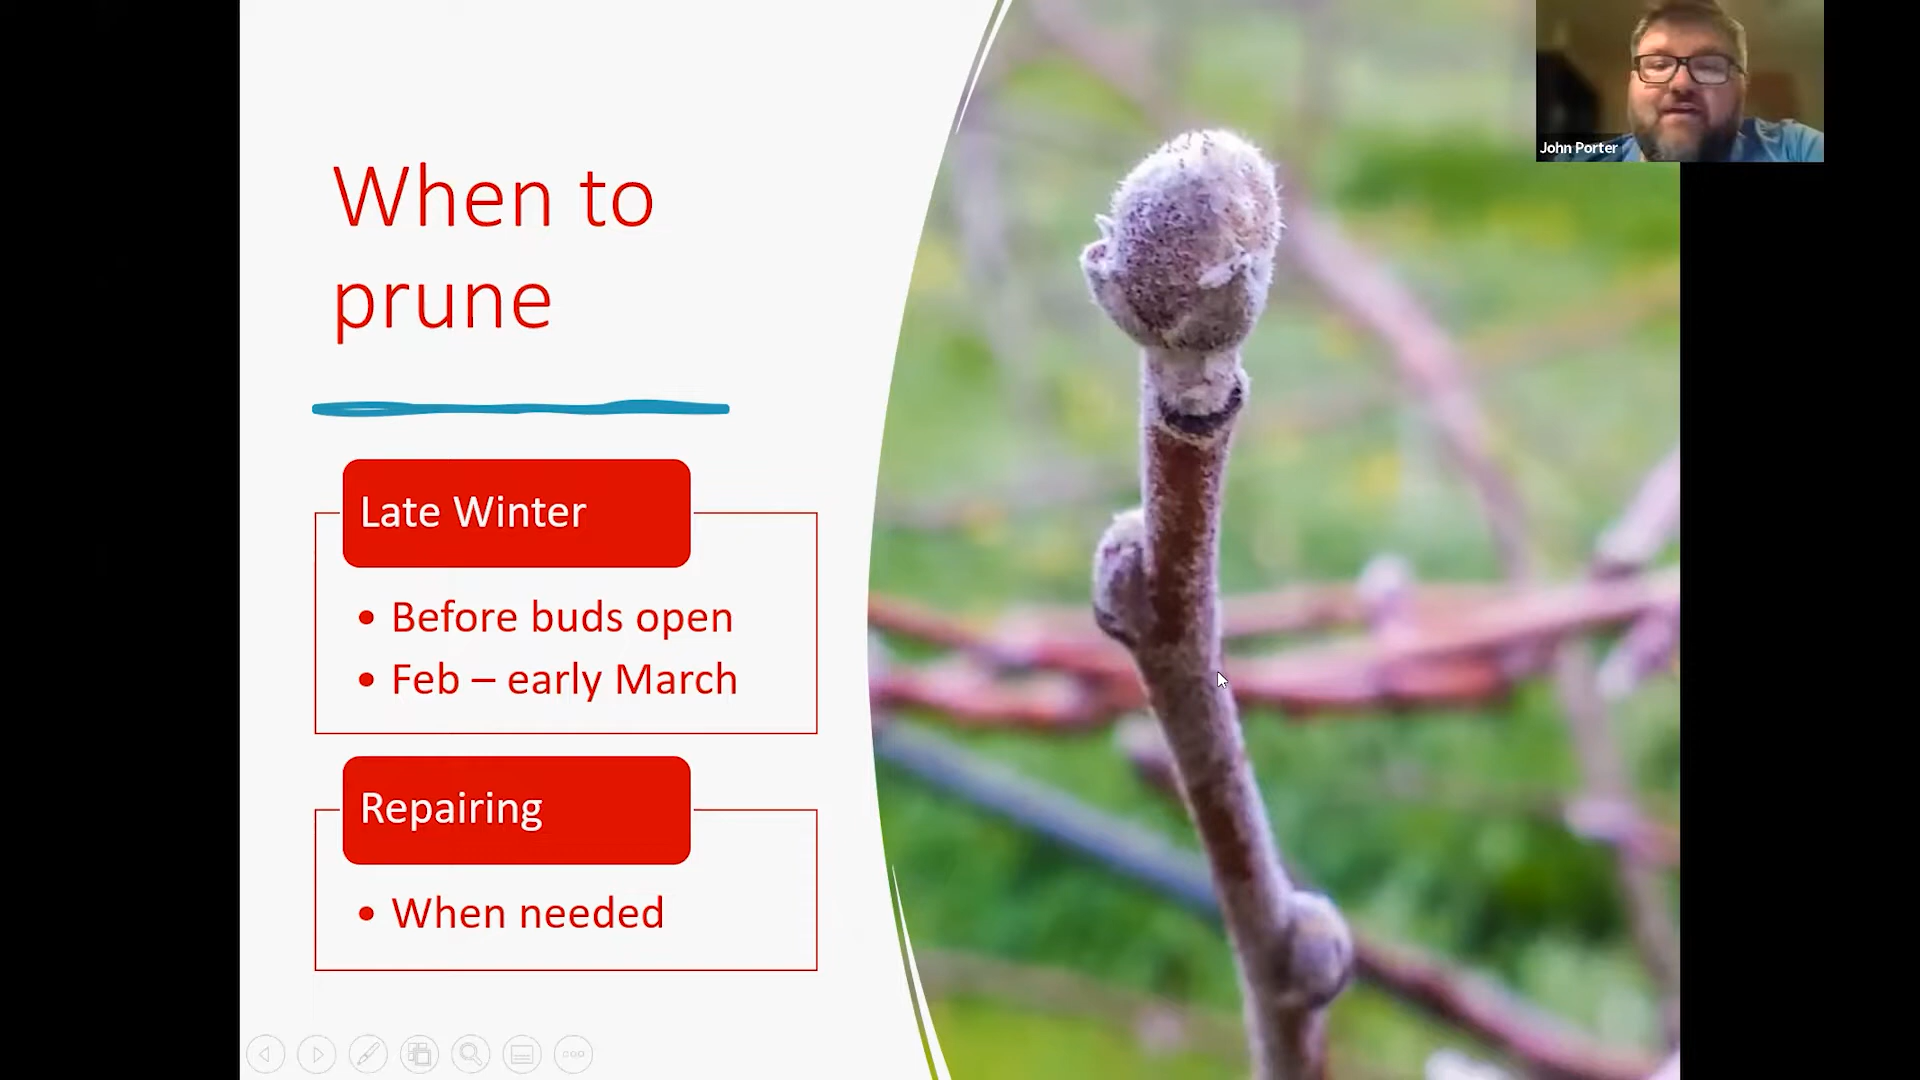 When to
prune
Late Winter
• Before buds open
• Feb – early March
Repairing
• When needed
John Porter